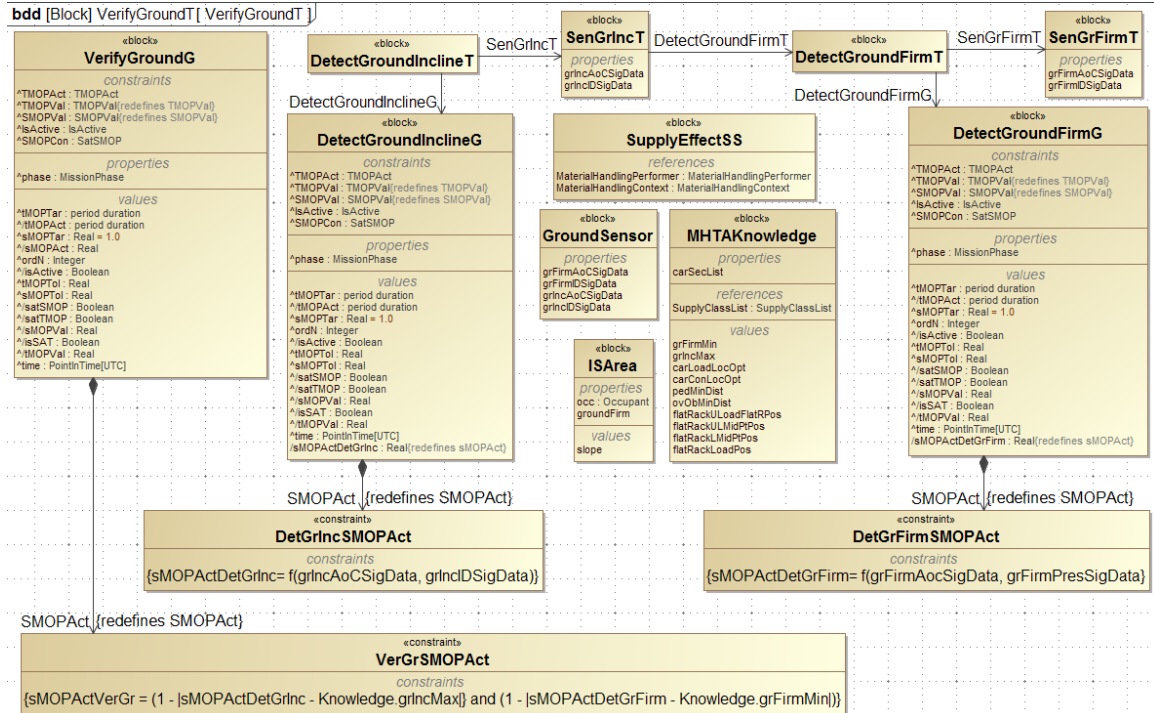 bdd [Block] VerifyGroundT[ VerifyGroundT ]
«block»
VerifyGroundG
constraints
^TMOPAct : TMOPAct
^TMOPVal : TMOPVal{redefines TMOPVal}
^SMOPVal : SMOPVal{redefines SMOPVal}
^IsActive : IsActive
^SMOPCon : SatSMOP
properties
^phase : MissionPhase
values
^tMOPTar : period duration
^/tMOPAct : period duration
^sMOPTar : Real = 1.0
^/sMOPAct : Real
^ordN : Integer
^/isActive : Boolean
^tMOPTol : Real
^sMOPTol : Real
^/satSMOP : Boolean
^/satTMOP : Boolean
^/sMOPVal : Real
^/isSAT : Boolean
^/tMOPVal : Real
^time : PointInTime[UTC]
«block»
DetectGroundInclineT
SenGrIncT
«block»
SenGrIncT
properties
grIncAoCSigData
grIncIDSigData
DetectGroundFirmT
«block»
DetectGroundFirmT
SenGrFirmT
«block»
SenGrFirmT
properties
grFirmAoCSigData
grFirmIDSigData
DetectGroundInclineG
«block»
DetectGroundInclineG
constraints
^TMOPAct : TMOPAct
^TMOPVal : TMOPVal{redefines TMOPVal}
^SMOPVal : SMOPVal{redefines SMOPVal}
^IsActive : IsActive
^SMOPCon : SatSMOP
properties
^phase : MissionPhase
values
^tMOPTar : period duration
^/tMOPAct : period duration
^sMOPTar : Real = 1.0
^ordN : Integer
^/isActive : Boolean
^tMOPTol : Real
^sMOPTol : Real
^/satSMOP : Boolean
^/satTMOP : Boolean
^/sMOPVal : Real
^/isSAT : Boolean
^/tMOPVal : Real
^time : PointInTime[UTC]
/sMOPActDetGrInc : Real{redefines sMOPAct}
«block»
SupplyEffectSS
references
MaterialHandlingPerformer : MaterialHandlingPerformer
MaterialHandlingContext : MaterialHandlingContext
«block»
GroundSensor
properties
grFirmAoCSigData
grFirmIDSigData
grIncAoCSigData
grIncIDSigData
«block»
MHTAKnowledge
properties
carSecList
references
SupplyClassList : SupplyClassList
values
grFirmMin
grIncMax
carLoadLocOpt
carConLocOpt
pedMinDist
ovObMinDist
flatRackULoadFlatRPos
flatRackULMidPtPos
flatRackLMidPtPos
flatRackLoadPos
«block»
ISArea
properties
occ : Occupant
groundFirm
values
slope
DetectGroundFirmG
«block»
DetectGroundFirmG
constraints
^TMOPAct : TMOPAct
^TMOPVal : TMOPVal{redefines TMOPVal}
^SMOPVal : SMOPVal{redefines SMOPVal}
^IsActive : IsActive
^SMOPCon : SatSMOP
properties
^phase : MissionPhase
values
^tMOPTar : period duration
^/tMOPAct : period duration
^sMOPTar : Real = 1.0
^ordN : Integer
^/isActive : Boolean
^tMOPTol : Real
^sMOPTol : Real
^/satSMOP : Boolean
^/satTMOP : Boolean
^/sMOPVal : Real
^/isSAT : Boolean
^/tMOPVal : Real
^time : PointInTime[UTC]
/sMOPActDetGrFirm : Real{redefines sMOPAct}
SMOPAct {redefines SMOPAct}
«constraint»
DetGrIncSMOPAct
constraints
{sMOPActDetGrInc= f(grIncAoCSigData, grIncIDSigData)}
SMOPAct {redefines SMOPAct}
«constraint»
DetGrFirmSMOPAct
constraints
{sMOPActDetGrFirm= f(grFirmAocSigData, grFirmPresSigData}
SMOPAct {redefines SMOPAct}
«constraint»
VerGrSMOPAct
constraints
{sMOPActVerGr = (1 - |sMOPActDetGrInc - Knowledge.grIncMax|} and (1 - |sMOPActDetGrFirm - Knowledge.grFirmMin|)}